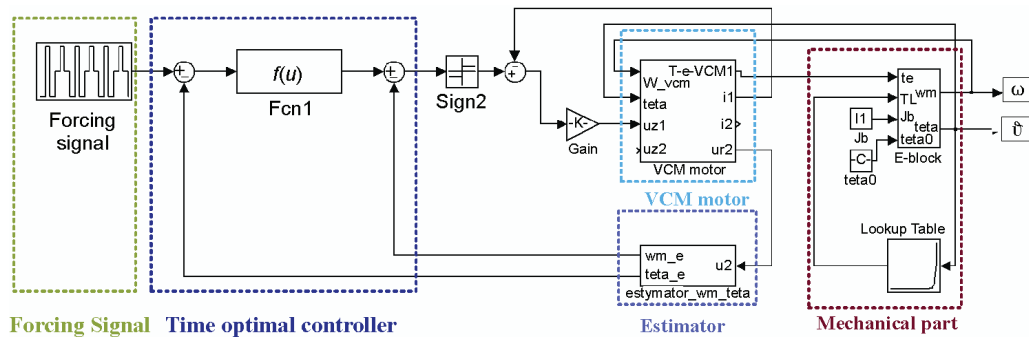 Forcing
signal
f(u)
Fcn1
Sign2
-K-
Gain
W_vcm
teta
uz1
uz2
T-e-VCM1
i1
i2
ur2
VCM motor
VCM motor
te
TL
Jb
teta0
wm
teta
E-block
I1
Jb
-C-
teta0
ω
ϑ
Lookup Table
wm_e
teta_e
u2
estymator_wm_teta
Forcing Signal
Time optimal controller
Estimator
Mechanical part